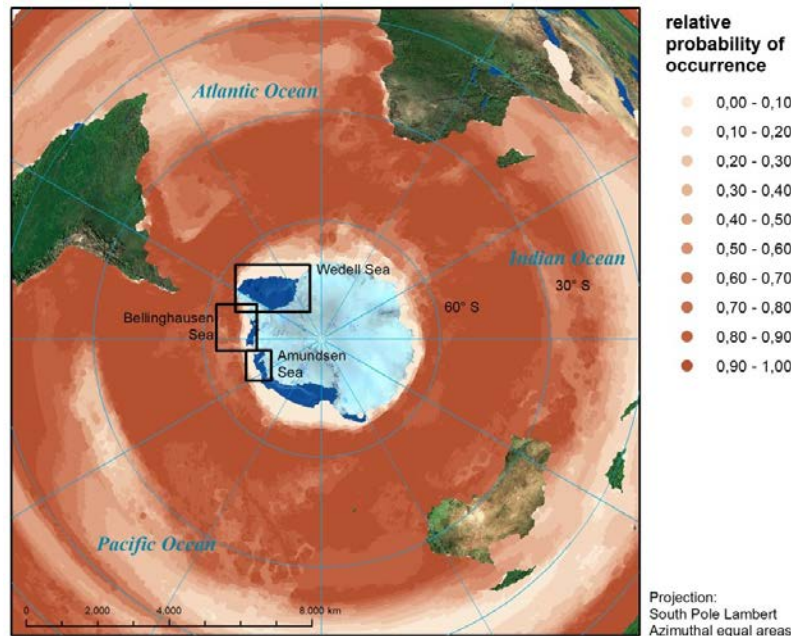 relative
probability of
occurrence
0,00 - 0,10
0,10 - 0,20
0,20 - 0,30
0,30 - 0,40
0,40 - 0,50
0,50 - 0,60
0,60 - 0,70
0,70 - 0,80
0,80 - 0,90
0,90 - 1,00
Atlantic Ocean
Indian Ocean
Wedell Sea
30° S
60° S
Bellinghausen
Sea
Amundsen
Sea
Pacific Ocean
0 2.000 4.000 8.000 km
Projection:
South Pole Lambert
Azimuthal equal areas